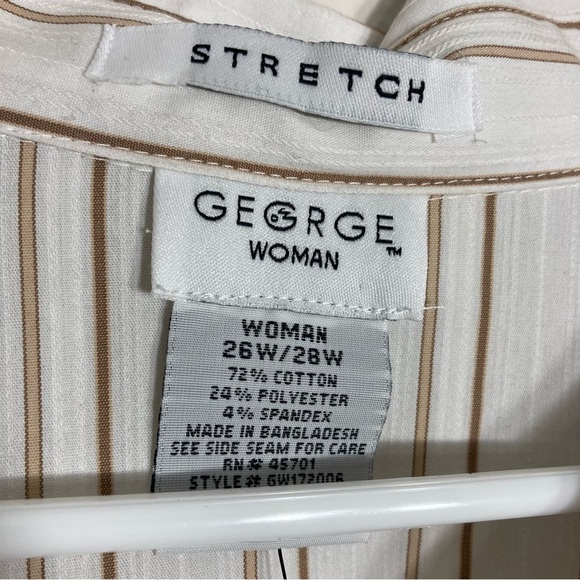 STRETCH
GEORGE™
WOMAN
WOMAN
26W/28W
72% COTTON
24% POLYESTER
4% SPANDEX
MADE IN BANGLADESH
SEE SIDE SEAM FOR CARE
RN# 45701
STYLE# GW172006